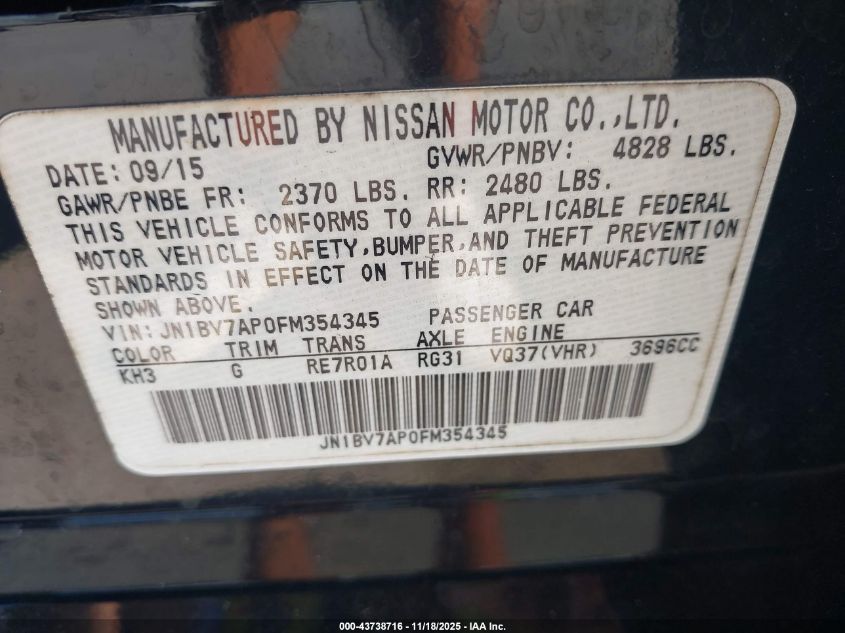 MANUFACTURED BY NISSAN MOTOR CO.,LTD.
DATE: 09/15 GVWR/PNBV: 4828 LBS.
GAWR/PNBE FR: 2370 LBS. RR: 2480 LBS.
THIS VEHICLE CONFORMS TO ALL APPLICABLE FEDERAL
MOTOR VEHICLE SAFETY,BUMPER,AND THEFT PREVENTION
STANDARDS IN EFFECT ON THE DATE OF MANUFACTURE
SHOWN ABOVE.
VIN:JN1BV7AP0FM354345 PASSENGER CAR
COLOR TRIM TRANS AXLE ENGINE
KH3 G RE7R01A RG31 VQ37(VHR) 3696CC
JN1BV7AP0FM354345
000-43738716 - 11/18/2025 - IAA Inc.